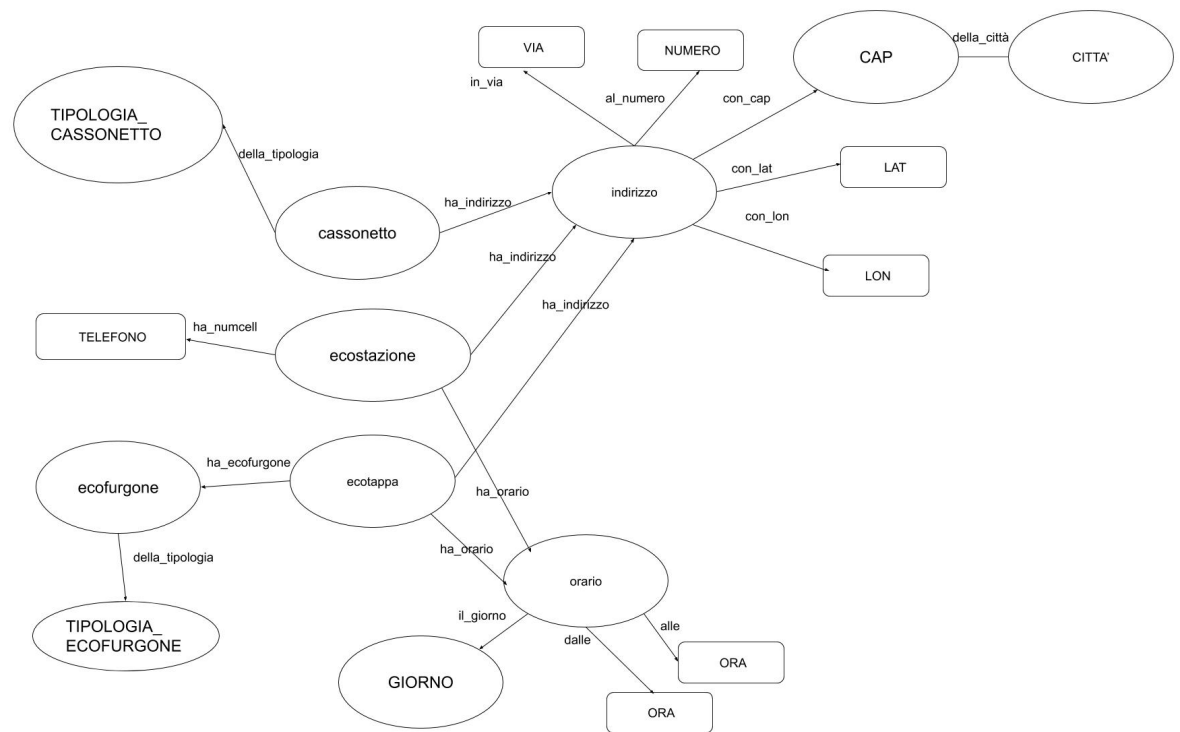 VIA
NUMERO
CAP
della_città
CITTA'
in_via
al_numero
con_cap
TIPOLOGIA_
CASSONETTO
della_tipologia
con_lat
LAT
indirizzo
ha_indirizzo
cassonetto
con_lon
LON
ha_indirizzo
ha_indirizzo
TELEFONO
ha_numcell
ecostazione
ecofurgone
ha_ecofurgone
ecotappa
ha_orario
ha_orario
della_tipologia
orario
TIPOLOGIA_
ECOFURGONE
il_giorno
dalle
alle
GIORNO
ORA
ORA